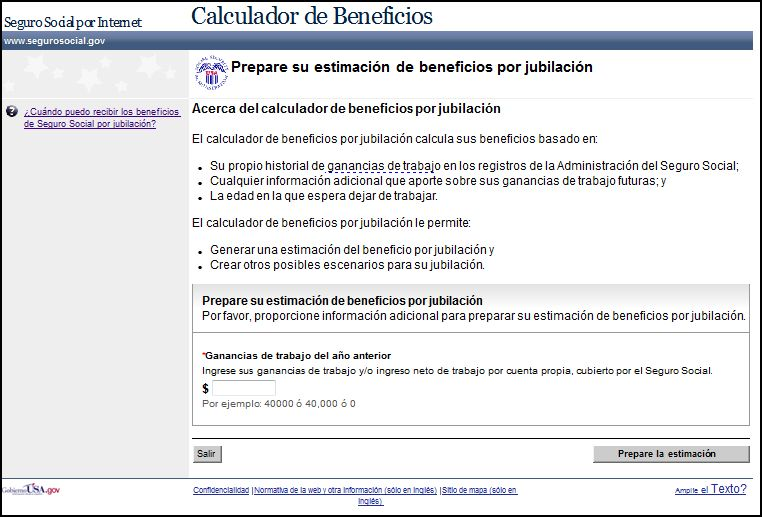 Seguro Social por Internet
Calculador de Beneficios
www.segurosocial.gov
Prepare su estimación de beneficios por jubilación
¿Cuándo puedo recibir los beneficios
de Seguro Social por jubilación?
Acerca del calculador de beneficios por jubilación
El calculador de beneficios por jubilación calcula sus beneficios basado en:
Su propio historial de ganancias de trabajo en los registros de la Administración del Seguro Social;
Cualquier información adicional que aporte sobre sus ganancias de trabajo futuras; y
La edad en la que espera dejar de trabajar.
El calculador de beneficios por jubilación le permite:
Generar una estimación del beneficio por jubilación y
Crear otros posibles escenarios para su jubilación.
Prepare su estimación de beneficios por jubilación
Por favor, proporcione información adicional para preparar su estimación de beneficios por jubilación.
*Ganancias de trabajo del año anterior
Ingrese sus ganancias de trabajo y/o ingreso neto de trabajo por cuenta propia, cubierto por el Seguro Social.
$
Por ejemplo: 40000 ó 40,000 ó 0
Salir
Prepare la estimación
GobiernoUSA.gov
Confidencialidad |Normativa de la web y otra información (sólo en inglés) |Sitio de mapa (sólo en
inglés)
Amplíe el Texto?